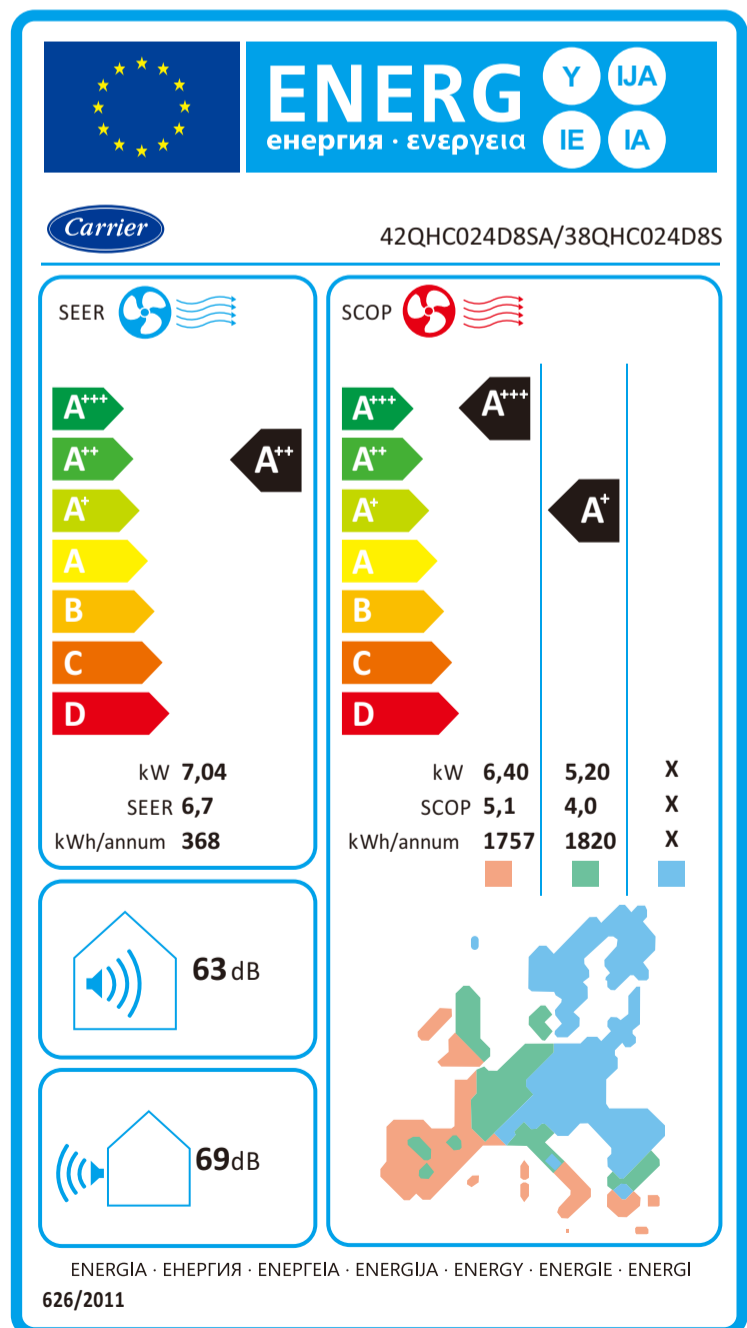 ENERG
енергия · ενεργεια
Y IJA
IE IA
Carrier
42QHC024D8SA/38QHC024D8S
SEER
A+++
A++
A+
A
B
C
D
A++
kW 7,04
SEER 6,7
kWh/annum 368
SCOP
A+++
A++
A+
A
B
C
D
A+++
A+
kW 6,40 5,20 X
SCOP 5,1 4,0 X
kWh/annum 1757 1820 X
63 dB
69 dB
ENERGIA · ЕНЕРГИЯ · ΕΝΕΡΓΕΙΑ · ENERGIJA · ENERGY · ENERGIE · ENERGI
626/2011